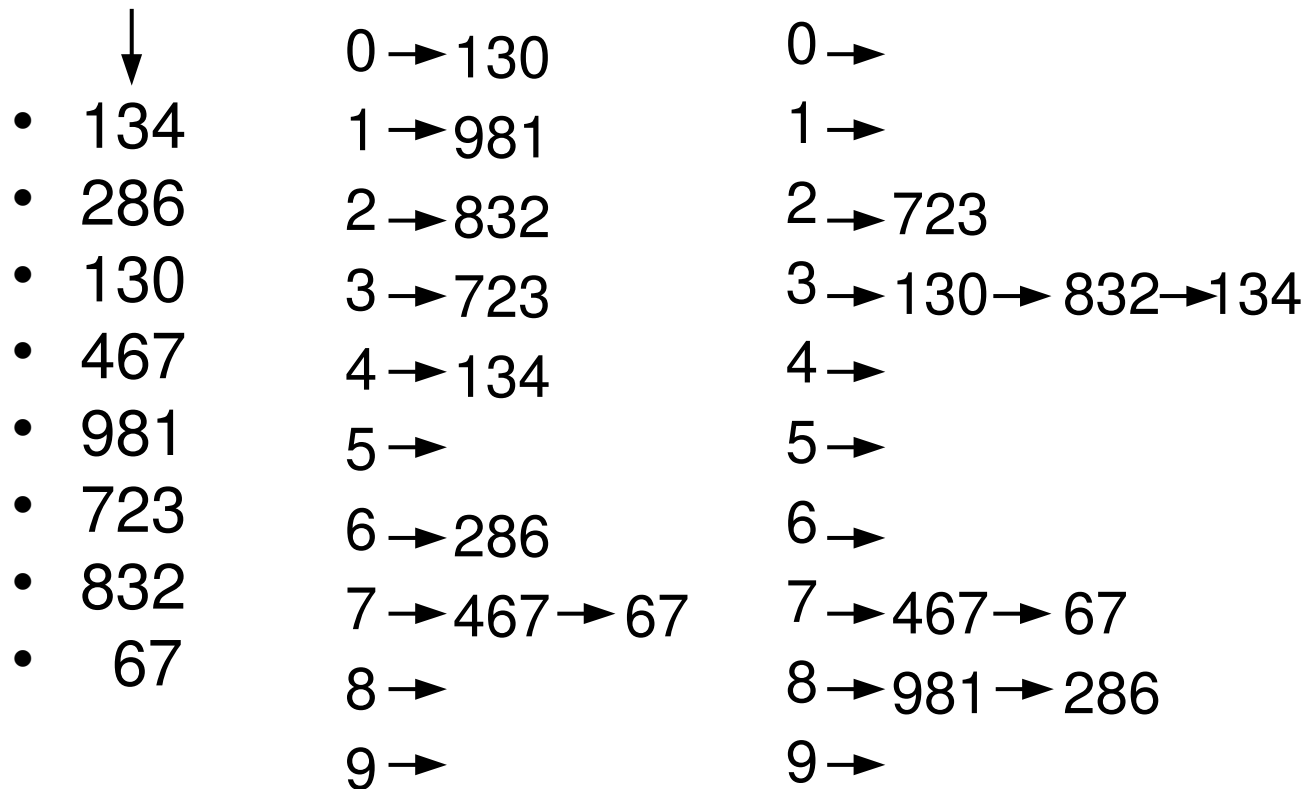 • 134
• 286
• 130
• 467
• 981
• 723
• 832
• 67
0 → 130
1 → 981
2 → 832
3 → 723
4 → 134
5 →
6 → 286
7 → 467 → 67
8 →
9 →
0 →
1 →
2 → 723
3 → 130 → 832 → 134
4 →
5 →
6 →
7 → 467 → 67
8 → 981 → 286
9 →